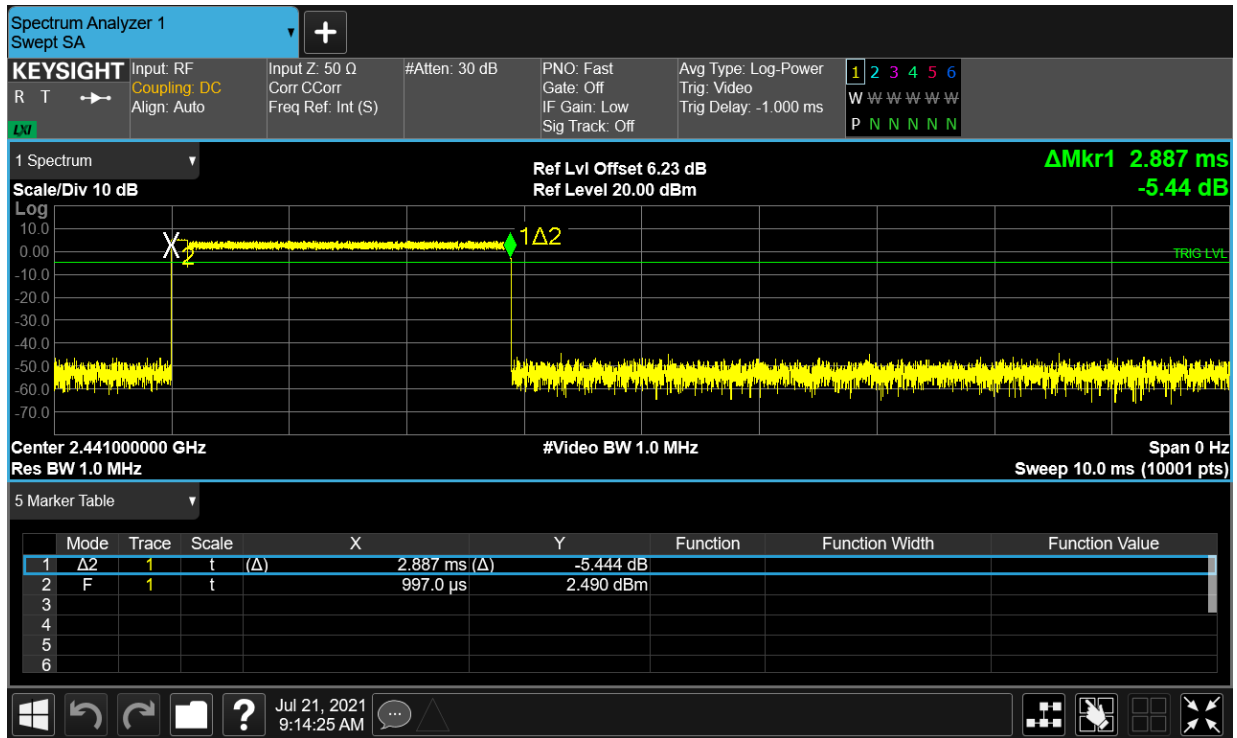 Spectrum Analyzer 1
Swept SA
▼
+
KEYSIGHT Input: RF Input Z: 50 Ω #Atten: 30 dB PNO: Fast Avg Type: Log-Power 1 2 3 4 5 6
R T Coupling: DC Corr CCorr Gate: Off Trig: Video W W W W W W
Align: Auto Freq Ref: Int (S) IF Gain: Low Trig Delay: -1.000 ms P N N N N N
LXI Sig Track: Off
1 Spectrum ▼
Ref Lvl Offset 6.23 dB ΔMkr1 2.887 ms
Scale/Div 10 dB Ref Level 20.00 dBm -5.44 dB
Log
10.0
0.00
-10.0
-20.0
-30.0
-40.0
-50.0
-60.0
-70.0
X
2
1Δ2
TRIG LVL
Center 2.441000000 GHz #Video BW 1.0 MHz Span 0 Hz
Res BW 1.0 MHz Sweep 10.0 ms (10001 pts)
5 Marker Table ▼
Mode Trace Scale X Y Function Function Width Function Value
1 Δ2 1 t (Δ) 2.887 ms (Δ) -5.444 dB
2 F 1 t 997.0 µs 2.490 dBm
3
4
5
6
? Jul 21, 2021
9:14:25 AM